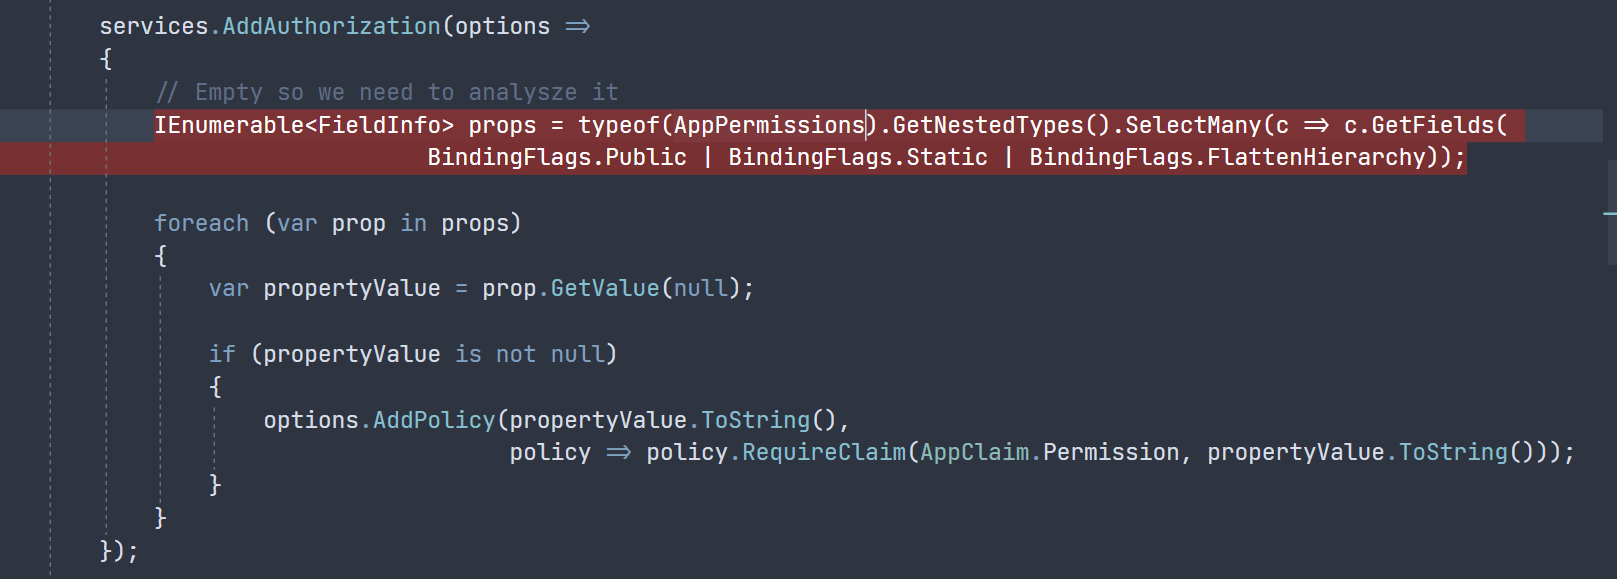 services.AddAuthorization(options =>
{
// Empty so we need to analysze it
IEnumerable<FieldInfo> props = typeof(AppPermissions).GetNestedTypes().SelectMany(c => c.GetFields(
BindingFlags.Public | BindingFlags.Static | BindingFlags.FlattenHierarchy));
foreach (var prop in props)
{
var propertyValue = prop.GetValue(null);
if (propertyValue is not null)
{
options.AddPolicy(propertyValue.ToString(),
policy => policy.RequireClaim(AppClaim.Permission, propertyValue.ToString()));
}
}
});